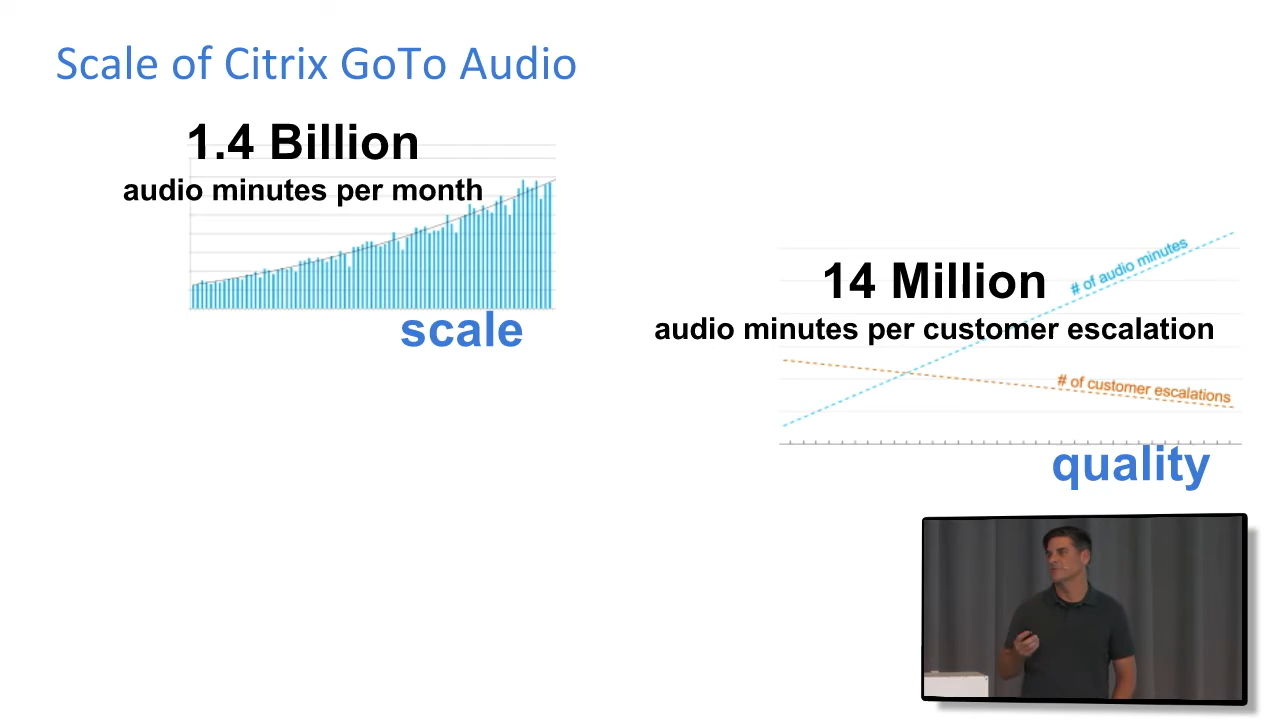 Scale of Citrix GoTo Audio
1.4 Billion
audio minutes per month
scale
14 Million
audio minutes per customer escalation
# of audio minutes
# of customer escalations
quality